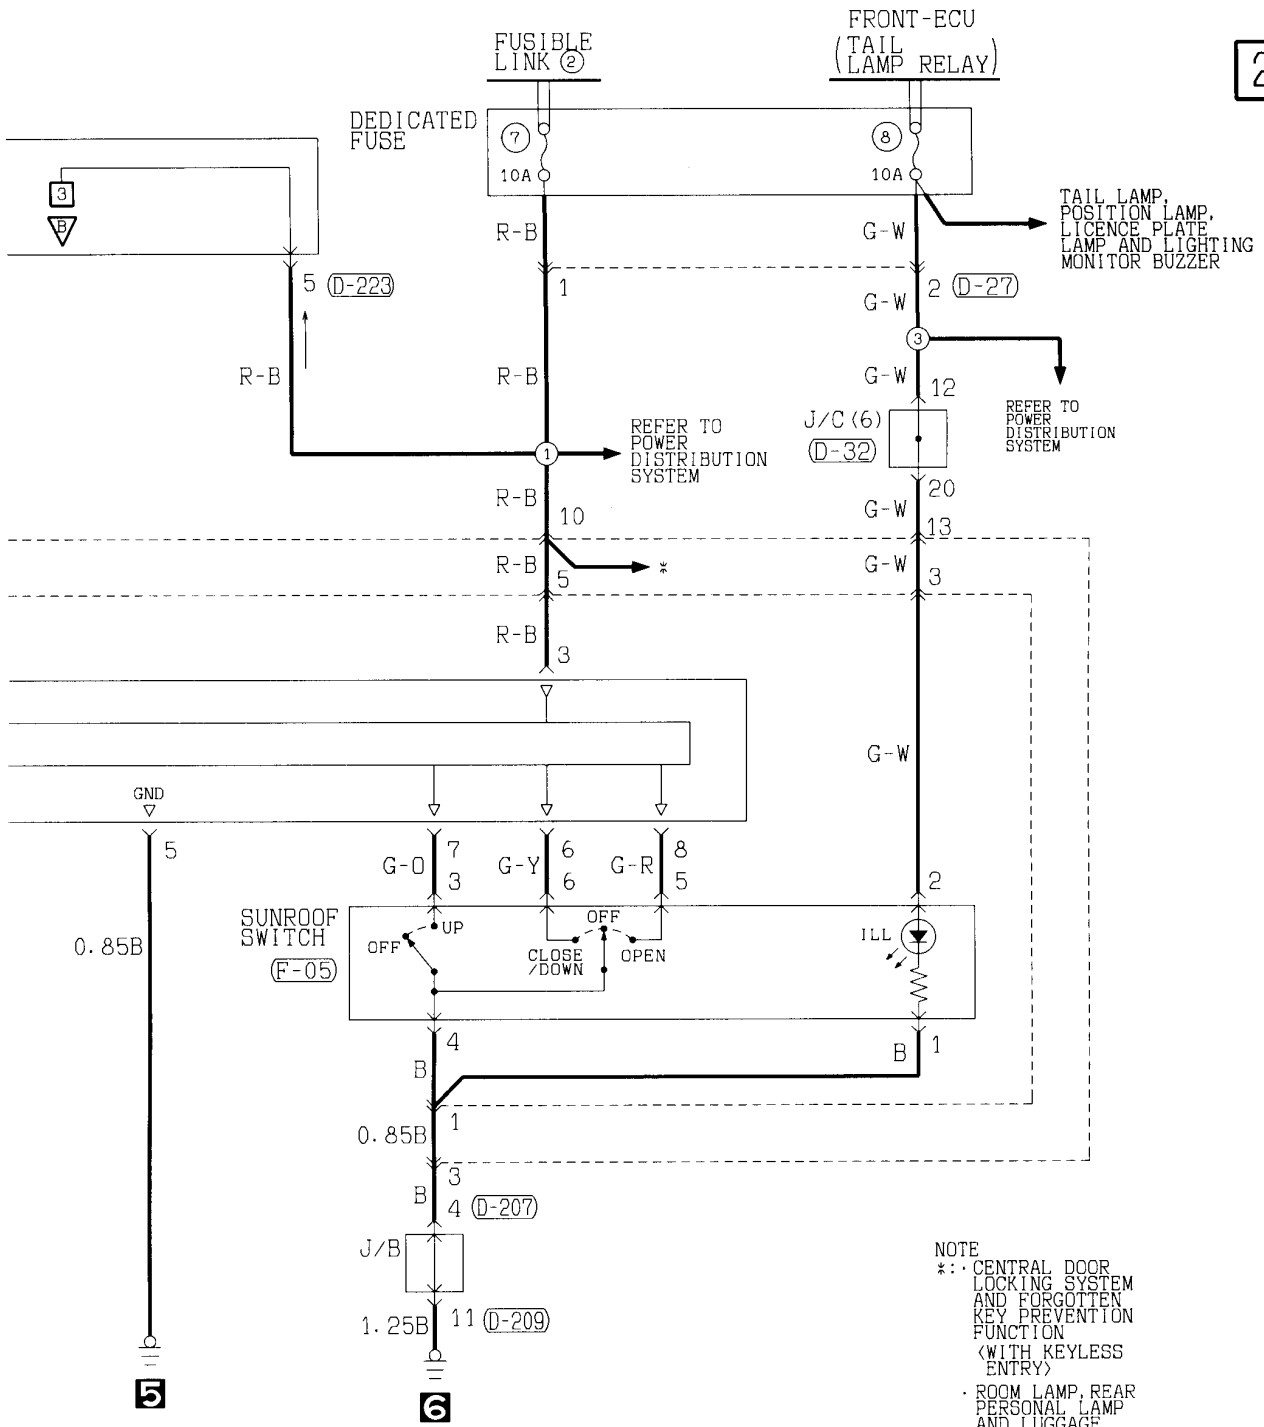 FRONT-ECU
(TAIL
LAMP RELAY)
FUSIBLE
LINK ②
2
DEDICATED
FUSE
7
10A
8
10A
3
B
R-B
G-W
TAIL LAMP,
POSITION LAMP,
LICENCE PLATE
LAMP AND LIGHTING
MONITOR BUZZER
5 (D-223)
1
2 (D-27)
G-W
3
R-B
R-B
G-W
12
REFER TO
POWER
DISTRIBUTION
SYSTEM
J/C(6)
(D-32)
1
REFER TO
POWER
DISTRIBUTION
SYSTEM
R-B
10
20
G-W
13
R-B
5
*
G-W
3
R-B
3
G-W
GND
5
7
6
8
G-O
G-Y
G-R
3
6
5
2
SUNROOF
SWITCH
(F-05)
OFF
UP
OFF
CLOSE
/DOWN
OPEN
ILL
0.85B
4
B
B
1
1
0.85B
3
B
4 (D-207)
J/B
11 (D-209)
1.25B
5
6
NOTE
*:· CENTRAL DOOR
LOCKING SYSTEM
AND FORGOTTEN
KEY PREVENTION
FUNCTION
〈WITH KEYLESS
ENTRY〉
· ROOM LAMP, REAR
PERSONAL LAMP
AND LUGGAGE